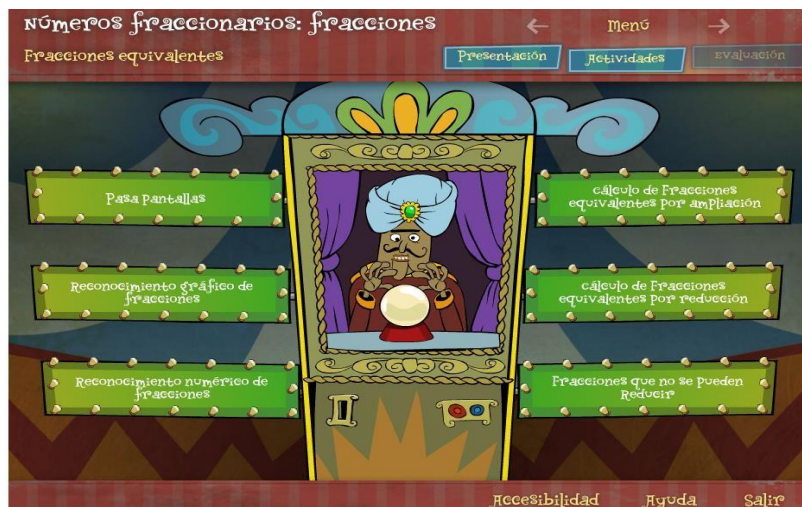 Números fraccionarios: fracciones
Menú
Fracciones equivalentes
Presentación
Actividades
Evaluación
Pasa Pantallas
Reconocimiento gráfico de
fracciones
Reconocimiento numérico de
fracciones
cálculo de Fracciones
equivalentes por ampliación
cálculo de Fracciones
equivalentes por reducción
Fracciones que no se pueden
Reducir
Accesibilidad
Ayuda
Salir